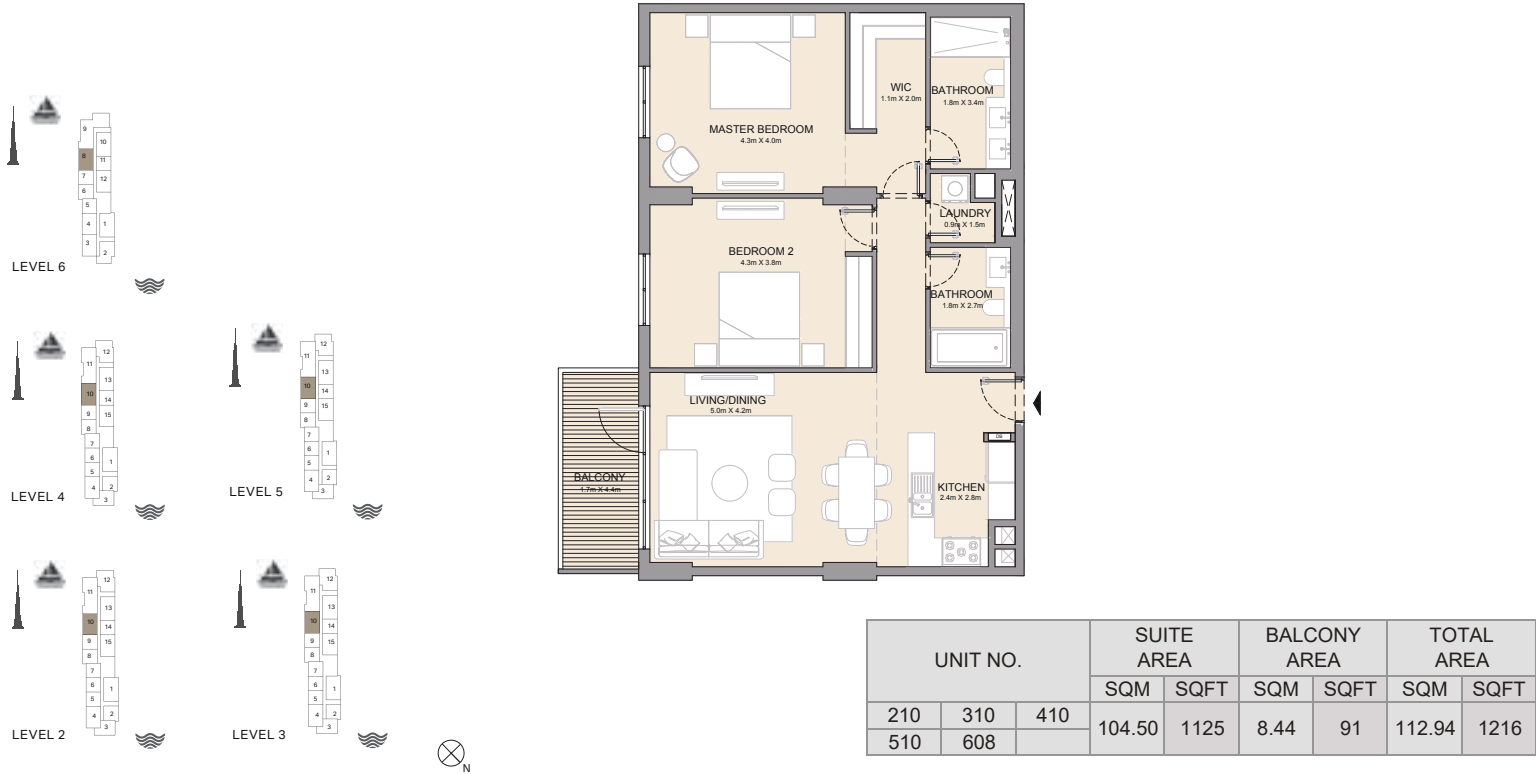 MASTER BEDROOM
4.3m X 4.0m
WIC
1.1m X 2.0m
BATHROOM
1.8m X 3.4m
LAUNDRY
0.9m X 1.5m
BEDROOM 2
4.3m X 3.8m
BATHROOM
1.8m X 2.7m
LIVING/DINING
5.0m X 4.2m
BALCONY
1.7m X 4.4m
KITCHEN
2.4m X 2.8m
DB
9
10
8
11
7
12
6
5
4
1
3
2
LEVEL 6
12
11
13
10
14
9
15
8
7
6
1
5
4
2
3
LEVEL 4
12
11
13
10
14
9
15
8
7
6
1
5
4
2
3
LEVEL 5
12
11
13
10
14
9
15
8
7
6
1
5
4
2
3
LEVEL 2
12
11
13
10
14
9
15
8
7
6
1
5
4
2
3
LEVEL 3
N
UNIT NO.
SUITE
AREA
BALCONY
AREA
TOTAL
AREA
SQM SQFT SQM SQFT SQM SQFT
210 310 410
510 608
104.50 1125 8.44 91 112.94 1216